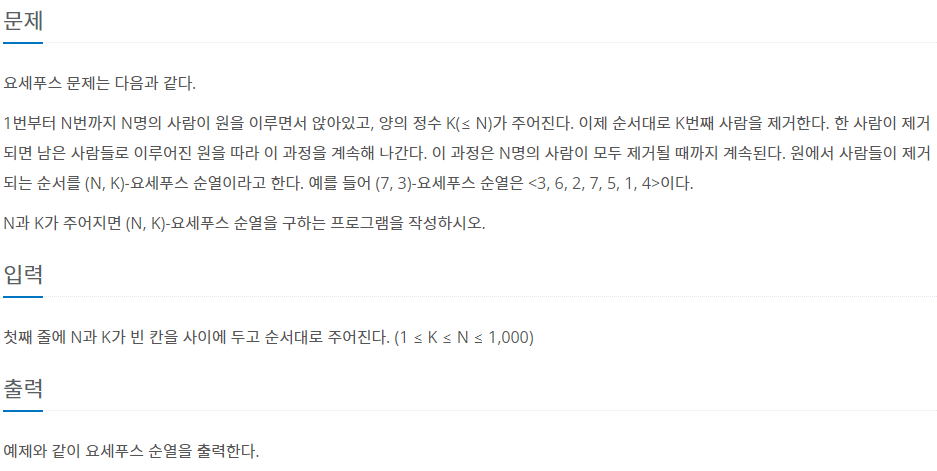 문제
요세푸스 문제는 다음과 같다.
1번부터 N번까지 N명의 사람이 원을 이루면서 앉아있고, 양의 정수 K(≤ N)가 주어진다. 이제 순서대로 K번째 사람을 제거한다. 한 사람이 제거
되면 남은 사람들로 이루어진 원을 따라 이 과정을 계속해 나간다. 이 과정은 N명의 사람이 모두 제거될 때까지 계속된다. 원에서 사람들이 제거
되는 순서를 (N, K)-요세푸스 순열이라고 한다. 예를 들어 (7, 3)-요세푸스 순열은 <3, 6, 2, 7, 5, 1, 4>이다.
N과 K가 주어지면 (N, K)-요세푸스 순열을 구하는 프로그램을 작성하시오.
입력
첫째 줄에 N과 K가 빈 칸을 사이에 두고 순서대로 주어진다. (1 ≤ K ≤ N ≤ 1,000)
출력
예제와 같이 요세푸스 순열을 출력한다.